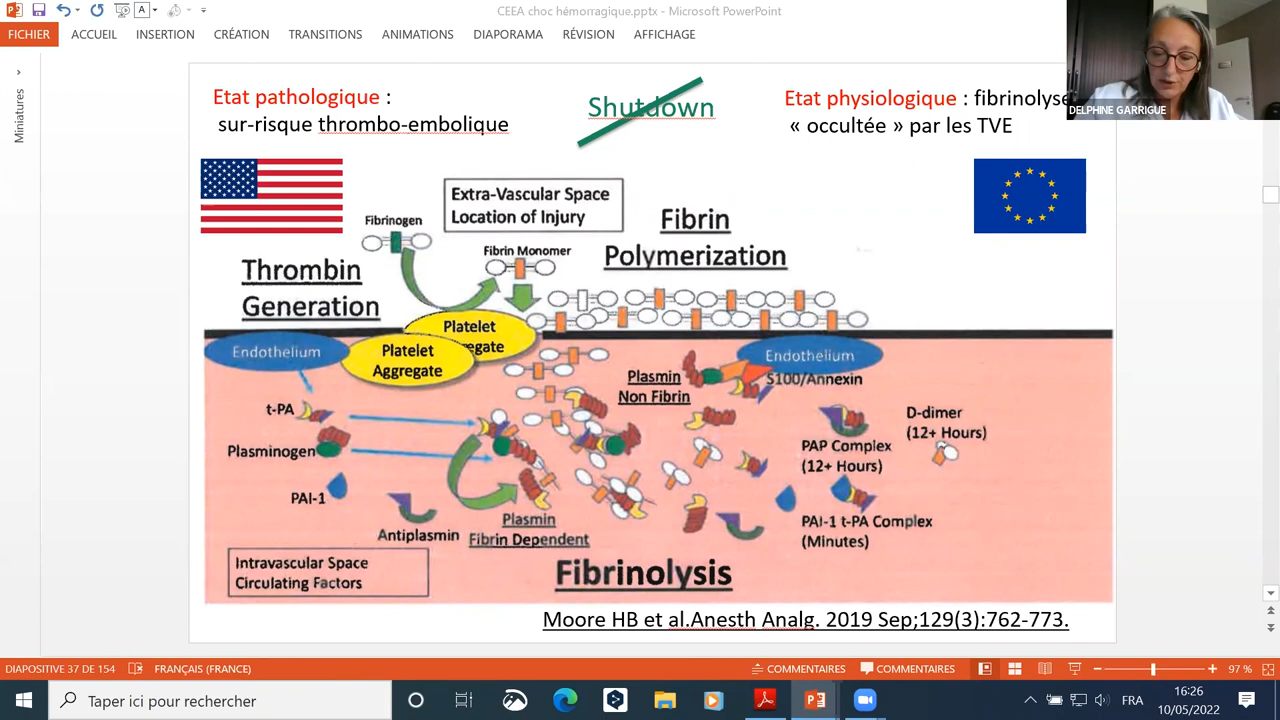 CEEA choc hémorragique.pptx - Microsoft PowerPoint
FICHIER
ACCUEIL
INSERTION
CRÉATION
TRANSITIONS
ANIMATIONS
DIAPORAMA
RÉVISION
AFFICHAGE
A
Miniatures
DELPHINE GARRIGUE
Etat pathologique :
sur-risque thrombo-embolique
Shutdown
Etat physiologique : fibrinolyse
« occultée » par les TVE
Extra-Vascular Space
Location of Injury
Fibrinogen
Fibrin Monomer
Fibrin
Polymerization
Thrombin
Generation
Platelet
Platelet
Aggregate
Endothelium
Endothelium
S100/Annexin
Plasmin
Non Fibrin
t-PA
Plasminogen
PAI-1
Antiplasmin
Plasmin
Fibrin Dependent
D-dimer
(12+ Hours)
PAP Complex
(12+ Hours)
PAI-1 t-PA Complex
(Minutes)
Intravascular Space
Circulating Factors
Fibrinolysis
Moore HB et al.Anesth Analg. 2019 Sep;129(3):762-773.
DIAPOSITIVE 37 DE 154
FRANÇAIS (FRANCE)
COMMENTAIRES
COMMENTAIRES
97 %
Taper ici pour rechercher
FRA
16:26
10/05/2022